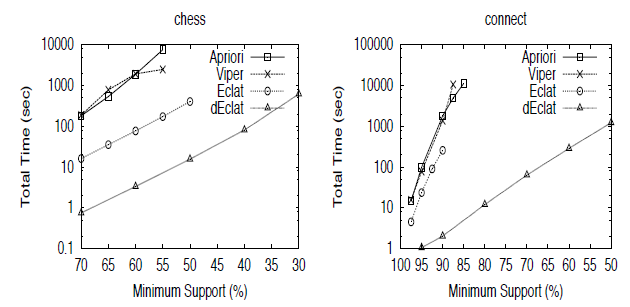 chess
Total Time (sec)
10000
1000
100
10
1
0.1
Apriori
Viper
Eclat
dEclat
70 65 60 55 50 45 40 35 30
Minimum Support (%)
connect
Total Time (sec)
100000
10000
1000
100
10
1
Apriori
Viper
Eclat
dEclat
100 95 90 85 80 75 70 65 60 55 50
Minimum Support (%)